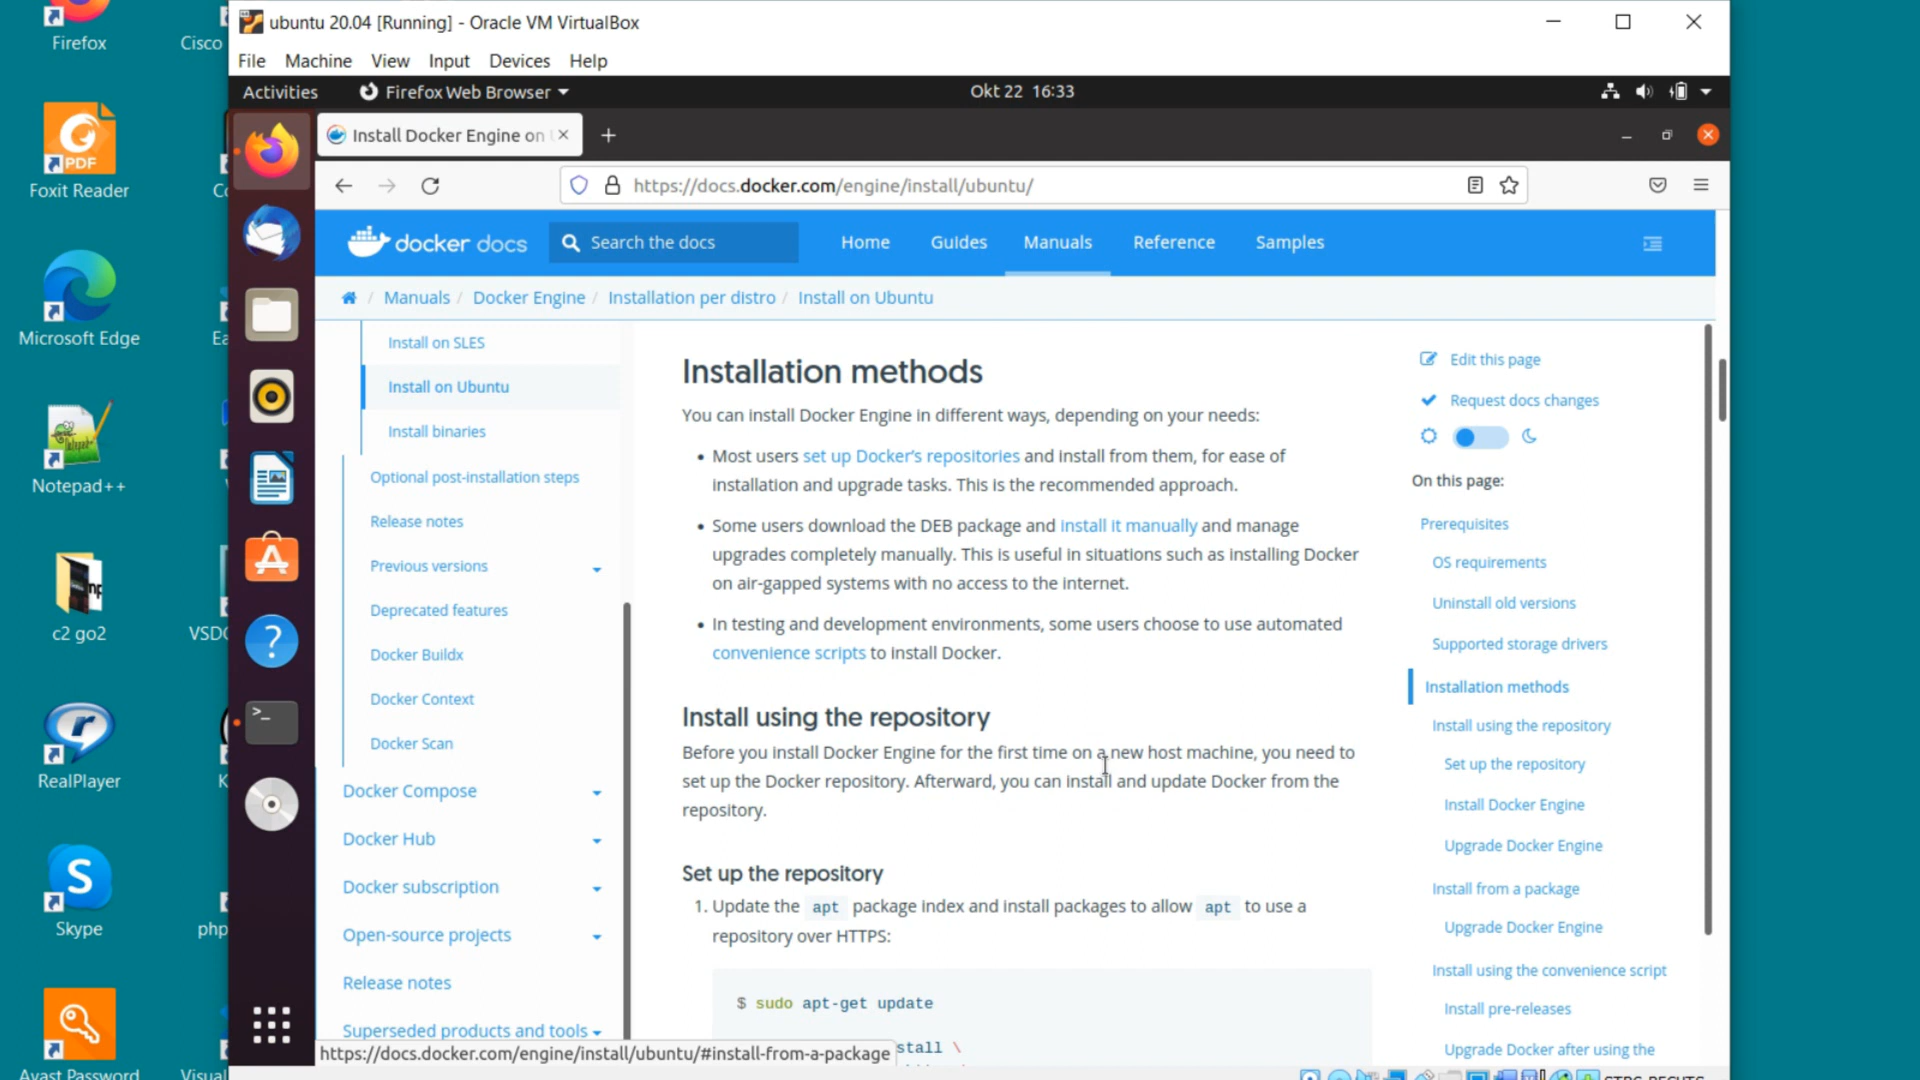 ubuntu 20.04 [Running] - Oracle VM VirtualBox
File Machine View Input Devices Help
Activities Firefox Web Browser Okt 22 16:33
Install Docker Engine on
https://docs.docker.com/engine/install/ubuntu/
docker docs Search the docs Home Guides Manuals Reference Samples
/ Manuals / Docker Engine / Installation per distro / Install on Ubuntu
Install on SLES
Install on Ubuntu
Install binaries
Optional post-installation steps
Release notes
Previous versions
Deprecated features
Docker Buildx
Docker Context
Docker Scan
Docker Compose
Docker Hub
Docker subscription
Open-source projects
Release notes
Superseded products and tools
https://docs.docker.com/engine/install/ubuntu/#install-from-a-package
Installation methods
You can install Docker Engine in different ways, depending on your needs:
• Most users set up Docker's repositories and install from them, for ease of
installation and upgrade tasks. This is the recommended approach.
• Some users download the DEB package and install it manually and manage
upgrades completely manually. This is useful in situations such as installing Docker
on air-gapped systems with no access to the internet.
• In testing and development environments, some users choose to use automated
convenience scripts to install Docker.
Install using the repository
Before you install Docker Engine for the first time on a new host machine, you need to
set up the Docker repository. Afterward, you can install and update Docker from the
repository.
Set up the repository
1. Update the apt package index and install packages to allow apt to use a
repository over HTTPS:
$ sudo apt-get update
stall \
Edit this page
Request docs changes
On this page:
Prerequisites
OS requirements
Uninstall old versions
Supported storage drivers
Installation methods
Install using the repository
Set up the repository
Install Docker Engine
Upgrade Docker Engine
Install from a package
Upgrade Docker Engine
Install using the convenience script
Install pre-releases
Upgrade Docker after using the
Firefox
Cisco
PDF
Foxit Reader
Microsoft Edge
Ea
Notepad++
c2 go2
VSD
RealPlayer
K
Skype
php
Avast Password
Visual